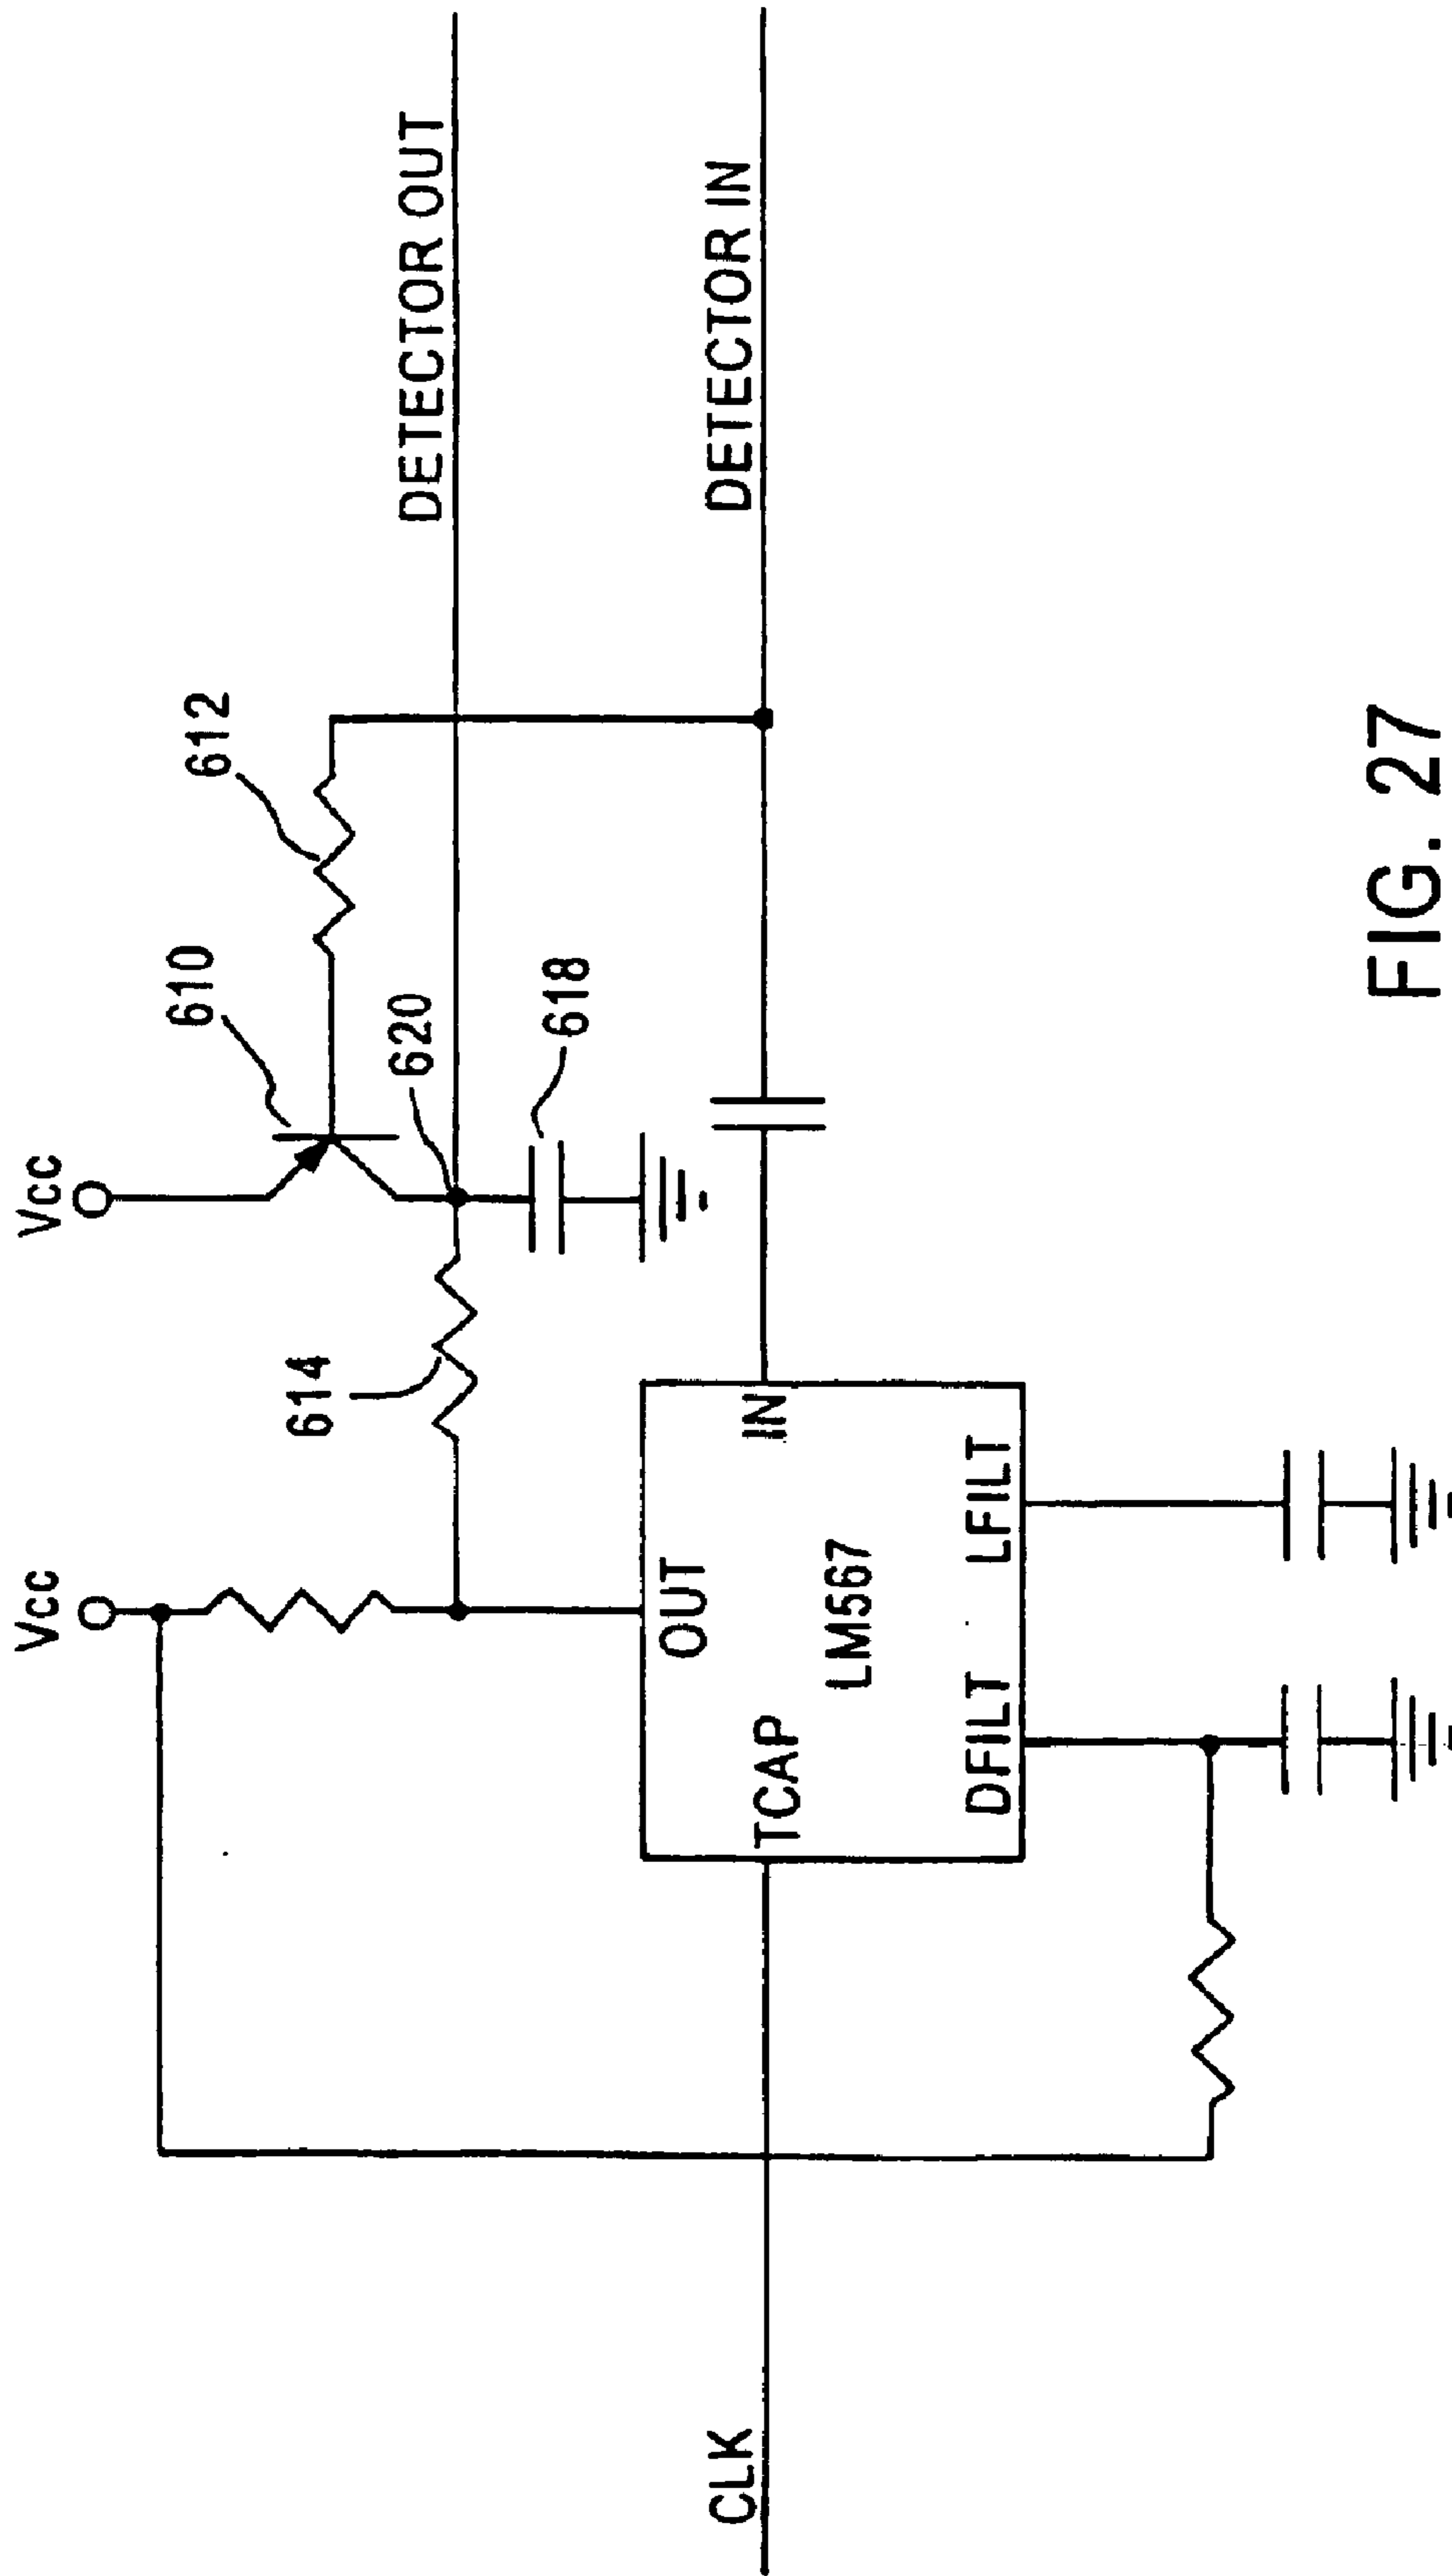 Vcc
Vcc
612
610
DETECTOR OUT
620
614
618
DETECTOR IN
OUT
IN
TCAP
LM567
DFILT
LFILT
CLK
FIG. 27